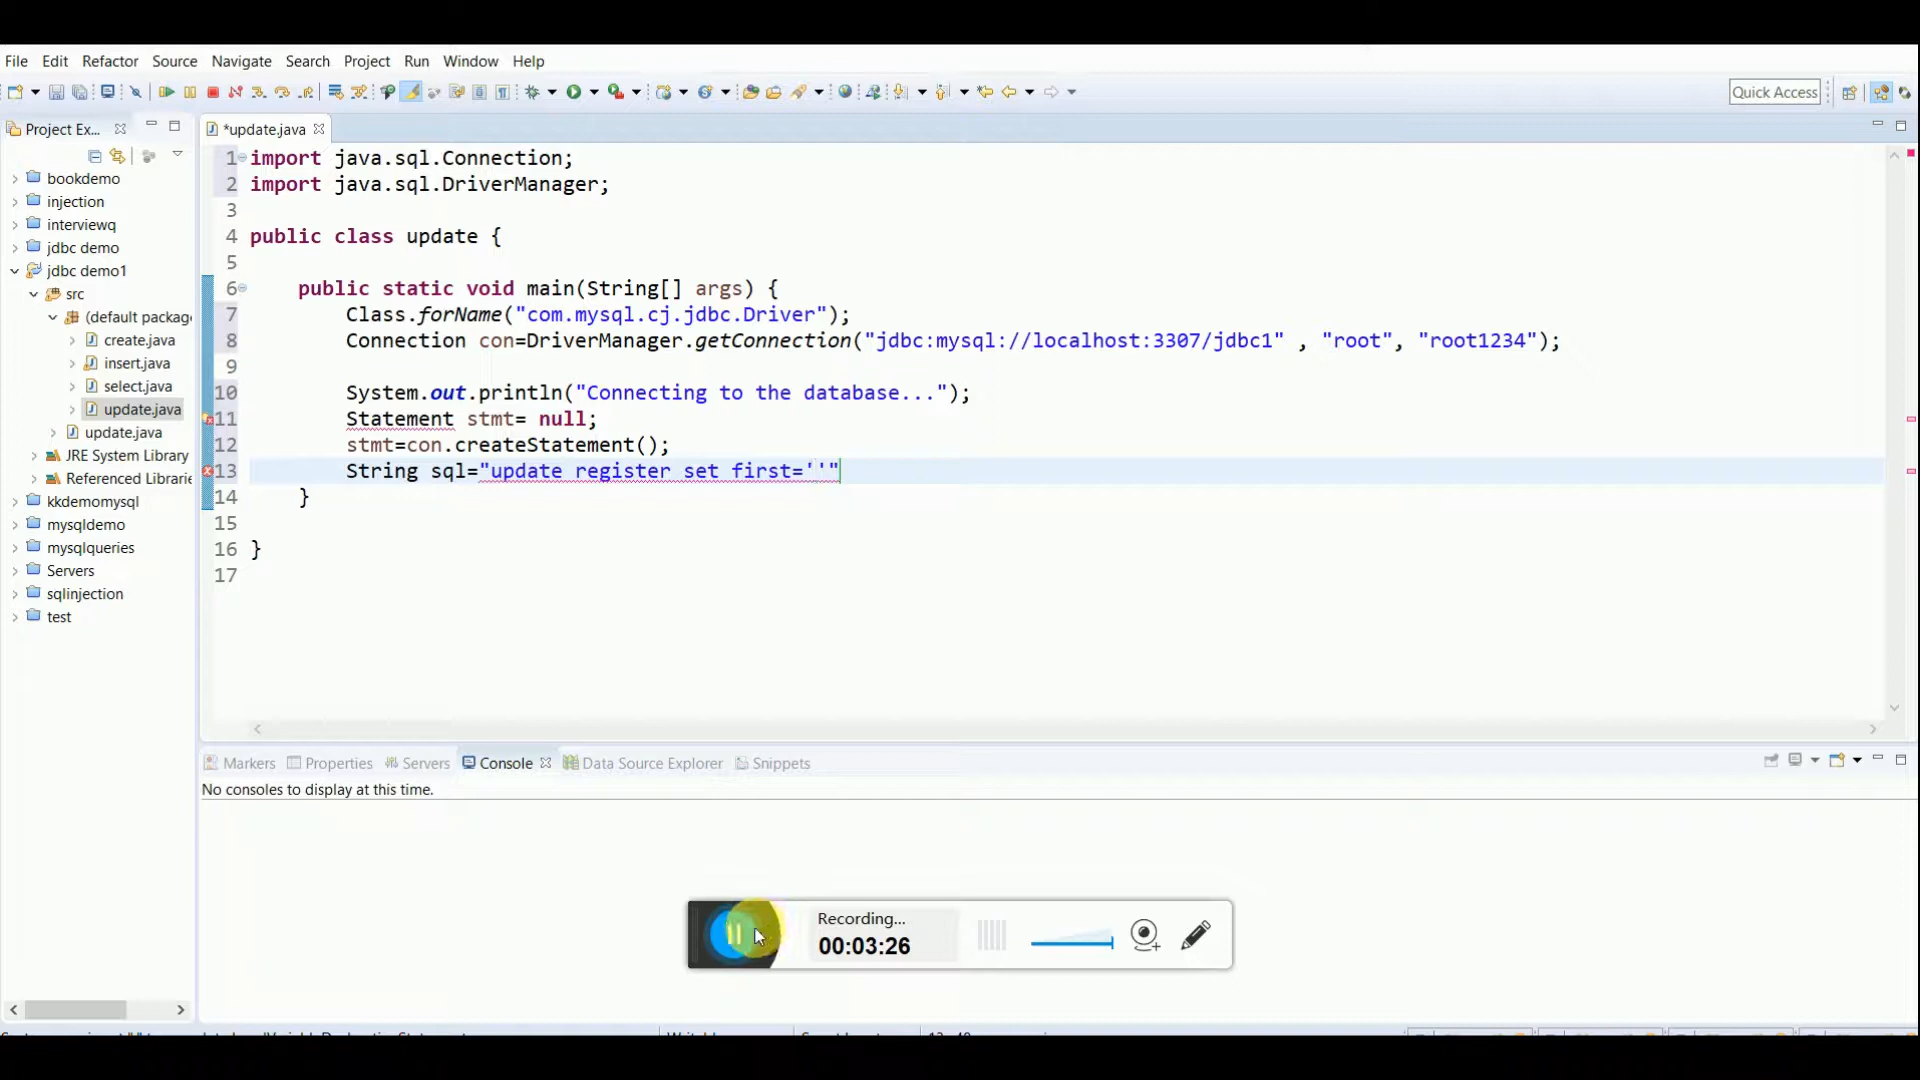 File Edit Refactor Source Navigate Search Project Run Window Help
Quick Access
Project Ex...
*update.java
bookdemo
injection
interviewq
jdbc demo
jdbc demo1
src
(default package
create.java
insert.java
select.java
update.java
update.java
JRE System Library
Referenced Librarie
kkdemomysql
mysqldemo
mysqlqueries
Servers
sqlinjection
test
1 import java.sql.Connection;
2 import java.sql.DriverManager;
3
4 public class update {
5
6 public static void main(String[] args) {
7 Class.forName("com.mysql.cj.jdbc.Driver");
8 Connection con=DriverManager.getConnection("jdbc:mysql://localhost:3307/jdbc1" , "root", "root1234");
9
10 System.out.println("Connecting to the database...");
11 Statement stmt= null;
12 stmt=con.createStatement();
13 String sql="update register set first=''"
14 }
15
16 }
17
Markers Properties Servers Console Data Source Explorer Snippets
No consoles to display at this time.
Recording...
00:03:26